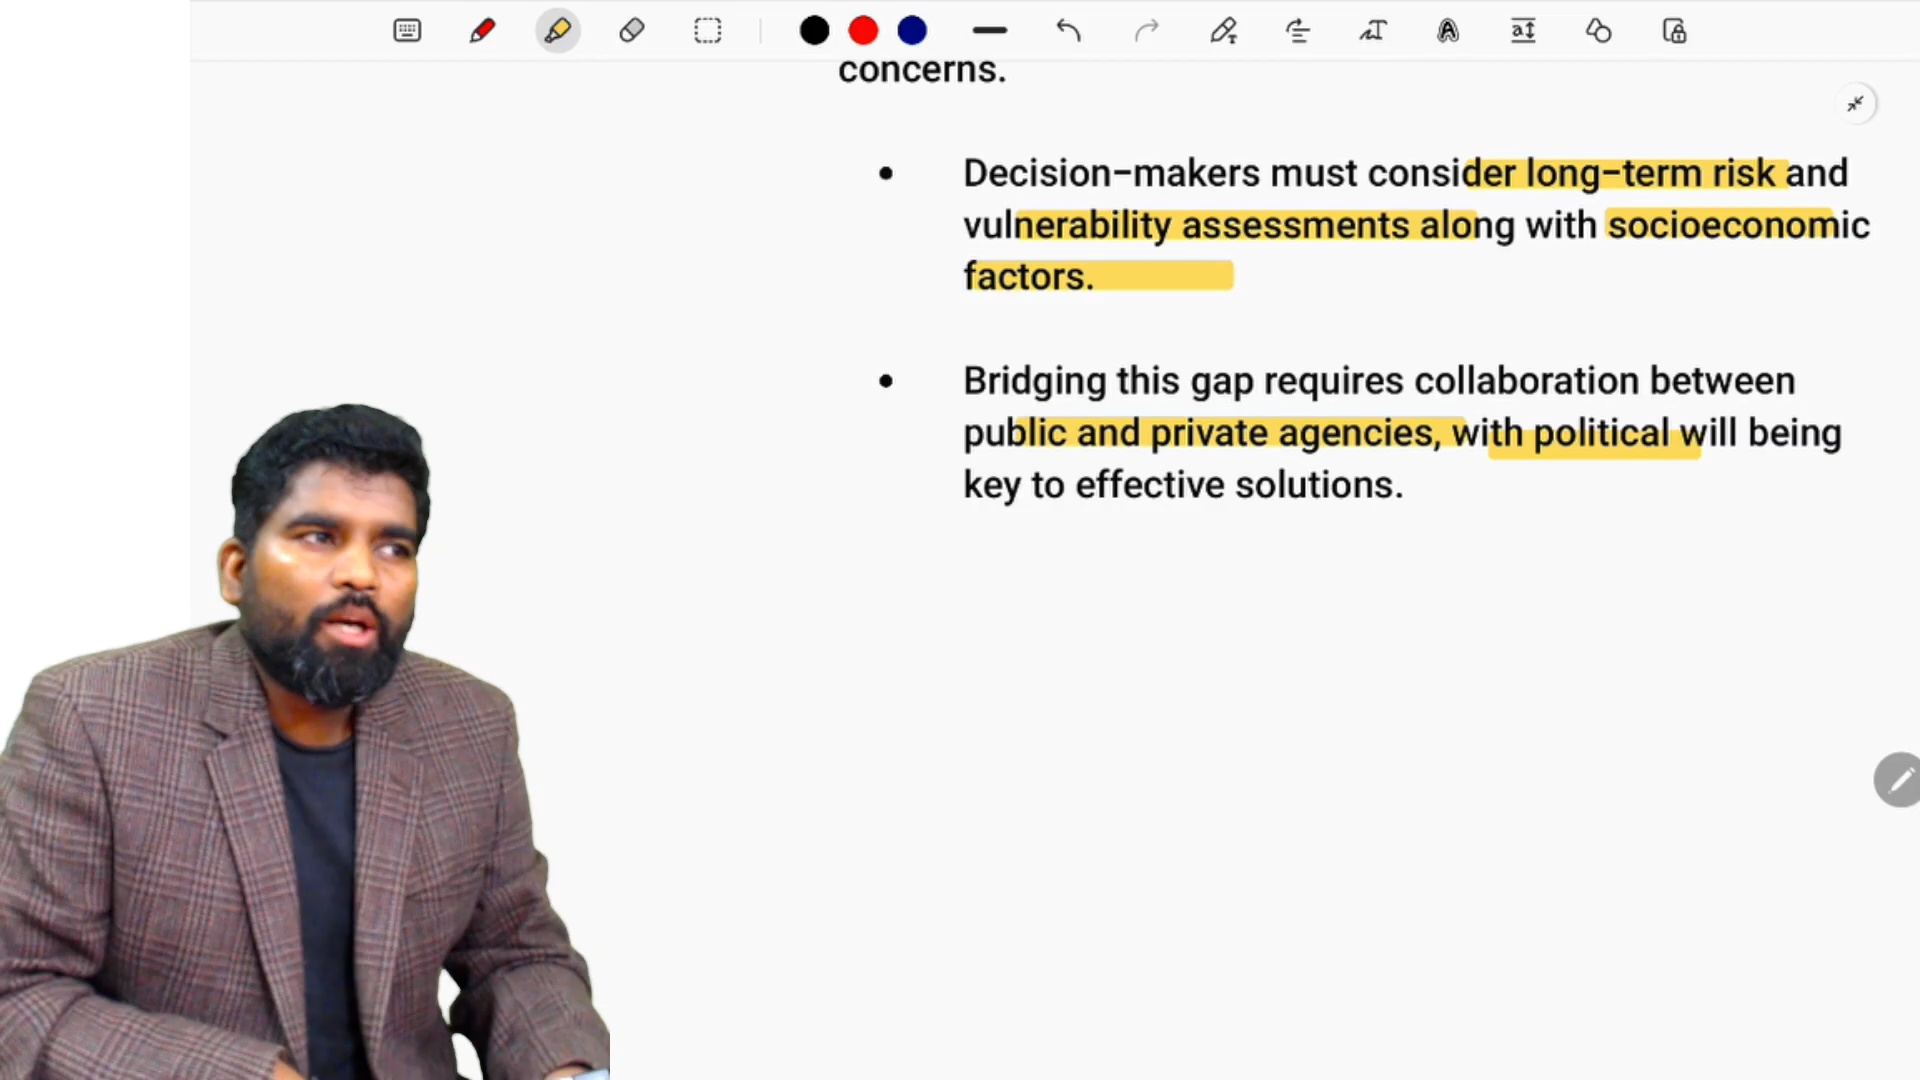 concerns.
• Decision-makers must consider long-term risk and
vulnerability assessments along with socioeconomic
factors.
• Bridging this gap requires collaboration between
public and private agencies, with political will being
key to effective solutions.